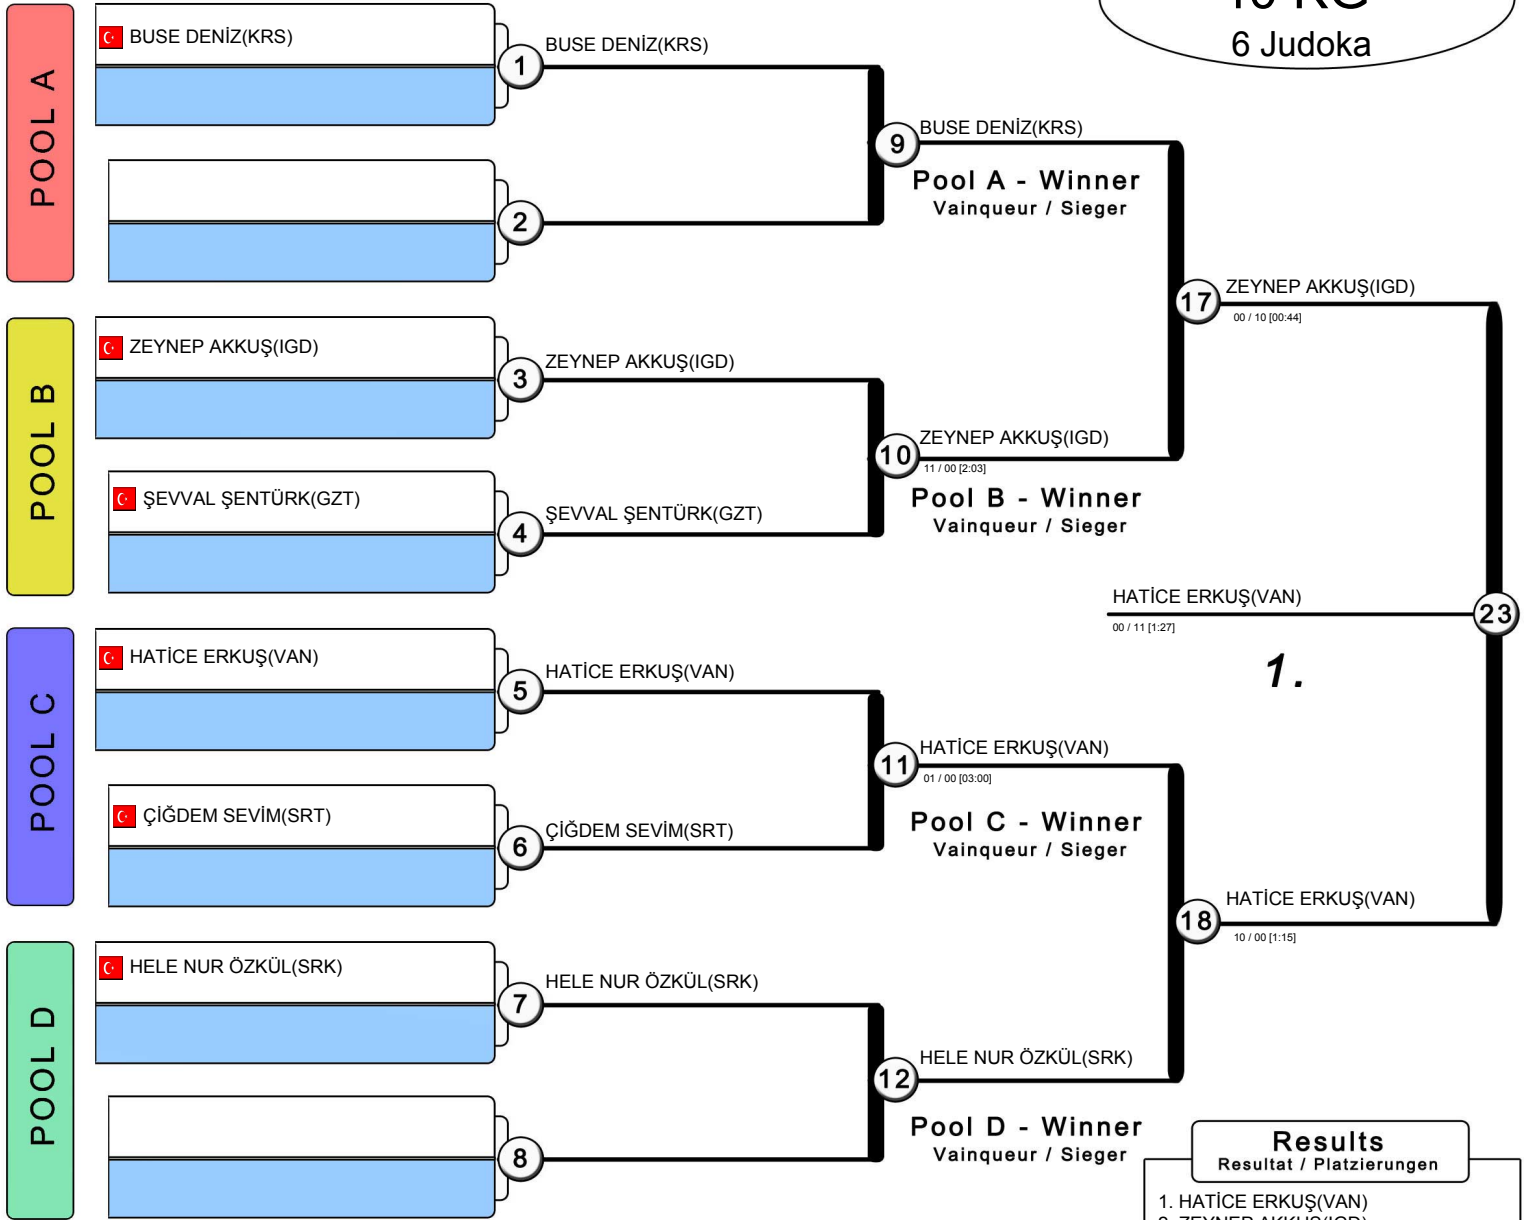 6 Judoka
POOL A
BUSE DENİZ(KRS)
1
BUSE DENİZ(KRS)
2
9
BUSE DENİZ(KRS)
Pool A - Winner
Vainqueur / Sieger
POOL B
ZEYNEP AKKUŞ(IGD)
3
ZEYNEP AKKUŞ(IGD)
ŞEVVAL ŞENTÜRK(GZT)
4
ŞEVVAL ŞENTÜRK(GZT)
10
ZEYNEP AKKUŞ(IGD)
11 / 00 [2:03]
Pool B - Winner
Vainqueur / Sieger
17
ZEYNEP AKKUŞ(IGD)
00 / 10 [00:44]
POOL C
HATİCE ERKUŞ(VAN)
5
HATİCE ERKUŞ(VAN)
ÇİĞDEM SEVİM(SRT)
6
ÇİĞDEM SEVİM(SRT)
11
HATİCE ERKUŞ(VAN)
01 / 00 [03:00]
Pool C - Winner
Vainqueur / Sieger
POOL D
HELE NUR ÖZKÜL(SRK)
7
HELE NUR ÖZKÜL(SRK)
8
12
HELE NUR ÖZKÜL(SRK)
Pool D - Winner
Vainqueur / Sieger
18
HATİCE ERKUŞ(VAN)
10 / 00 [1:15]
HATİCE ERKUŞ(VAN)
23
00 / 11 [1:27]
1.
Results
Resultat / Platzierungen
1. HATİCE ERKUŞ(VAN)
2. ZEYNEP AKKUŞ(IGD)